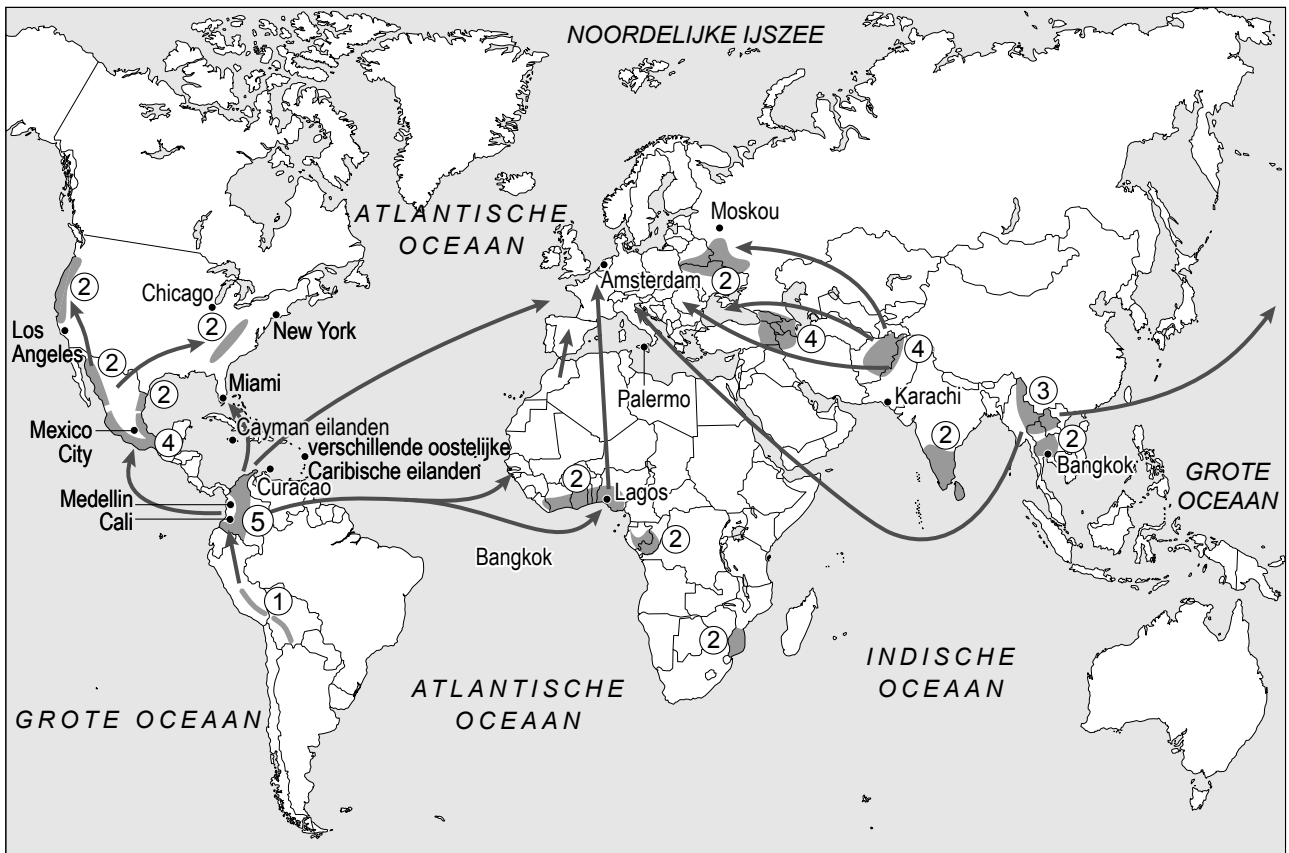 NOORDELIJKE IJSZEE
ATLANTISCHE
OCEAAN
Moskou
Amsterdam
2
2
Chicago
2
New York
Los
Angeles
2
2
Miami
Mexico
City
4
Cayman eilanden
verschillende oostelijke
Caribische eilanden
Curacao
Medellin
Cali
5
1
Palermo
4
4
Karachi
3
2
2
Bangkok
GROTE
OCEAAN
2
Lagos
Bangkok
2
2
INDISCHE
OCEAAN
ATLANTISCHE
OCEAAN
GROTE OCEAAN